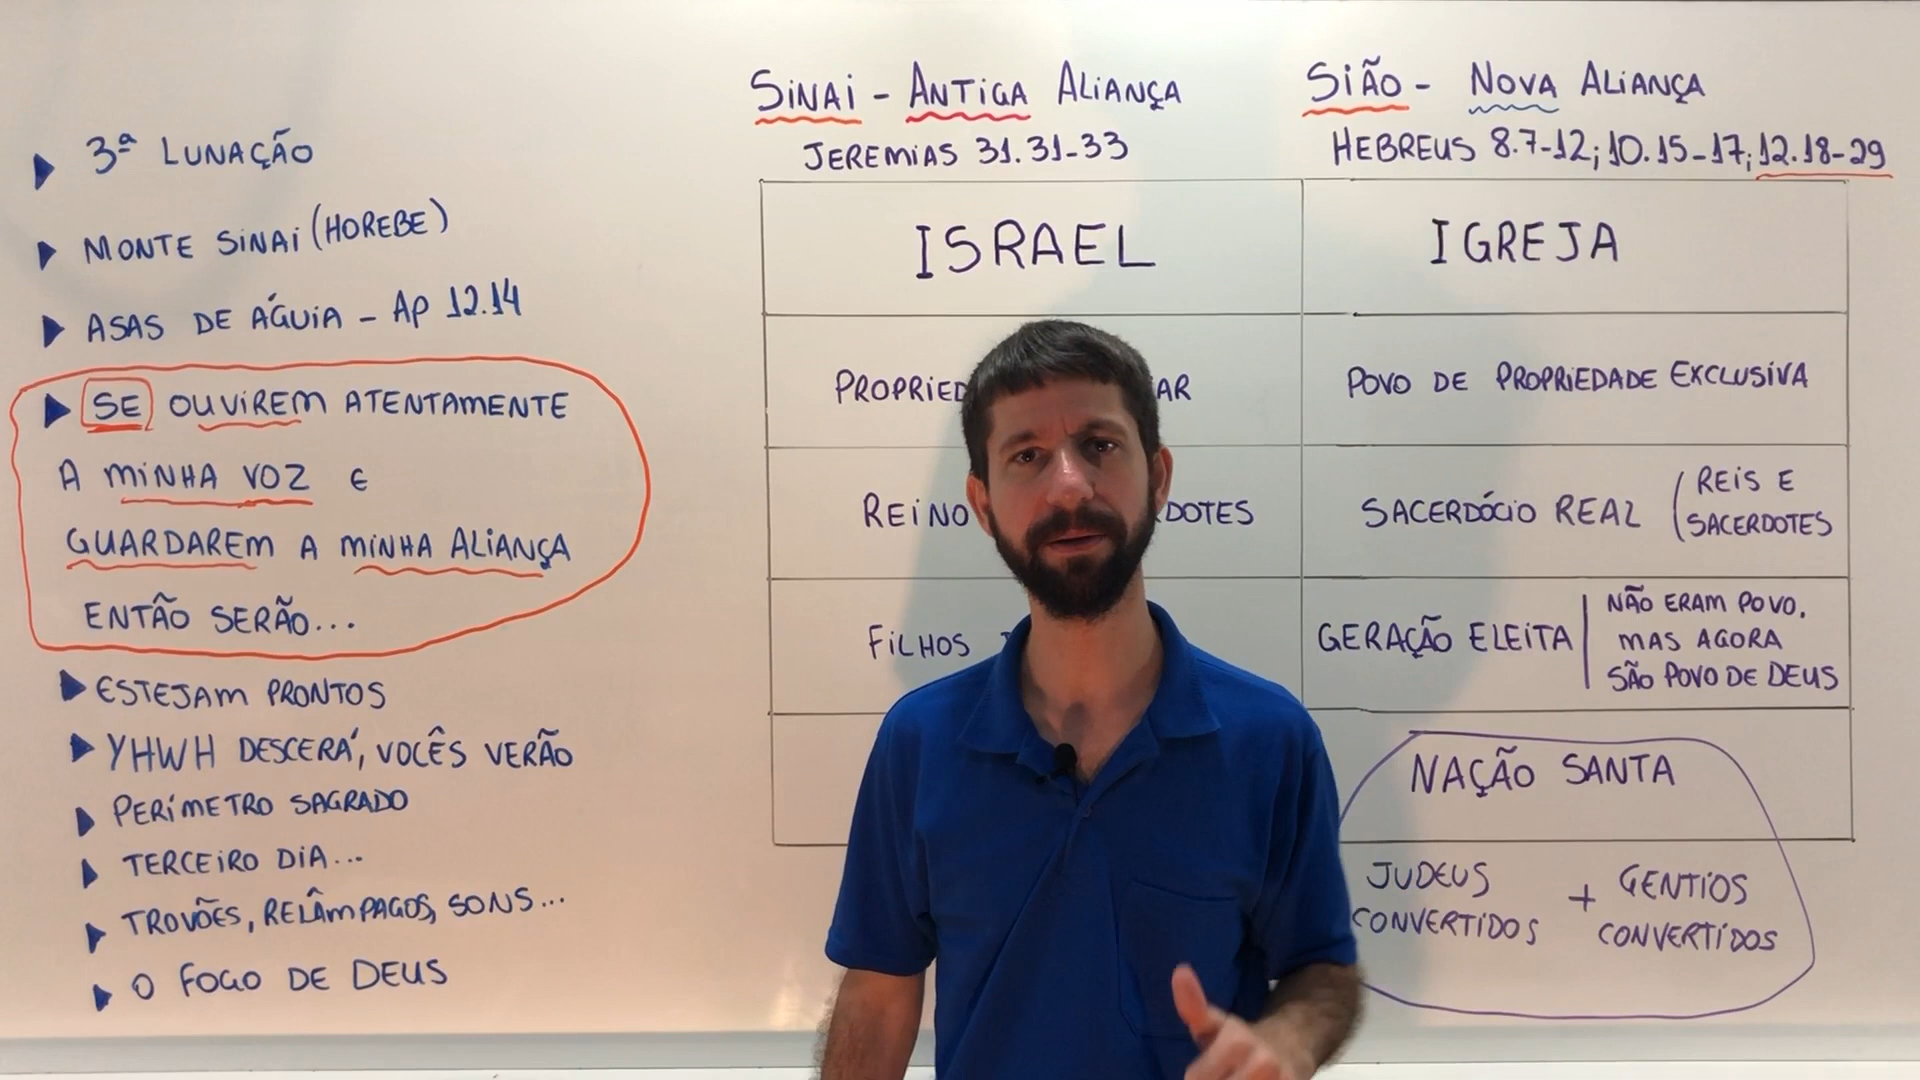 3ª LUNAÇÃO
MONTE SINAI (HOREBE)
ASAS DE ÁGUIA - AP 12.14
SE OUVIREM ATENTAMENTE
A MINHA VOZ E
GUARDAREM A MINHA ALIANÇA
ENTÃO SERÃO...
ESTEJAM PRONTOS
YHWH DESCERÁ, VOCÊS VERÃO
PERÍMETRO SAGRADO
TERCEIRO DIA...
TROVÕES, RELÂMPAGOS, SONS...
O FOGO DE DEUS
SINAI - ANTIGA ALIANÇA
JEREMIAS 31.31-33
ISRAEL
REINO
FILHOS
SIÃO - NOVA ALIANÇA
HEBREUS 8.7-12; 10.15-17; 12.18-29
IGREJA
POVO DE PROPRIEDADE EXCLUSIVA
SACERDÓCIO REAL
(REIS E
SACERDOTES
GERAÇÃO ELEITA
NÃO ERAM POVO,
MAS AGORA
SÃO POVO DE DEUS
NAÇÃO SANTA
JUDEUS
CONVERTIDOS
+
GENTIOS
CONVERTIDOS